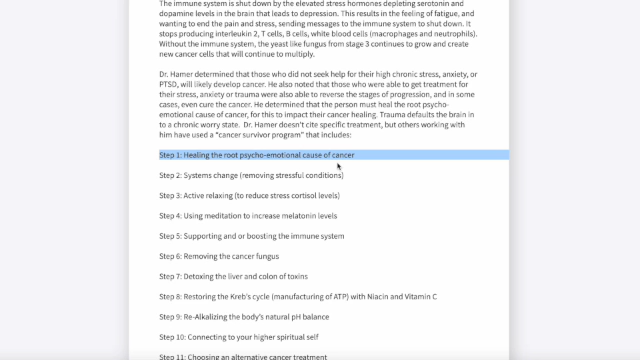 The immune system is shut down by the elevated stress hormones depleting serotonin and
dopamine levels in the brain that leads to depression. This results in the feeling of fatigue, and
wanting to end the pain and stress, sending messages to the immune system to shut down. It
stops producing interleukin 2, T cells, B cells, white blood cells (macrophages and neutrophils).
Without the immune system, the yeast like fungus from stage 3 continues to grow and create
new cancer cells that will continue to multiply.
Dr. Hamer determined that those who did not seek help for their high chronic stress, anxiety, or
PTSD, will likely develop cancer. He also noted that those who were able to get treatment for
their stress, anxiety or trauma were also able to reverse the stages of progression, and in some
cases, even cure the cancer. He determined that the person must heal the root psycho-
emotional cause of cancer, for this to impact their cancer healing. Trauma defaults the brain in
to a chronic worry state.  Dr. Hamer doesn't cite specific treatment, but others working with
him have used a "cancer survivor program" that includes:
Step 1: Healing the root psycho-emotional cause of cancer
Step 2: Systems change (removing stressful conditions)
Step 3: Active relaxing (to reduce stress cortisol levels)
Step 4: Using meditation to increase melatonin levels
Step 5: Supporting and or boosting the immune system
Step 6: Removing the cancer fungus
Step 7: Detoxing the liver and colon of toxins
Step 8: Restoring the Kreb's cycle (manufacturing of ATP) with Niacin and Vitamin C
Step 9: Re-Alkalizing the body's natural pH balance
Step 10: Connecting to your higher spiritual self
Step 11: Choosing an alternative cancer treatment